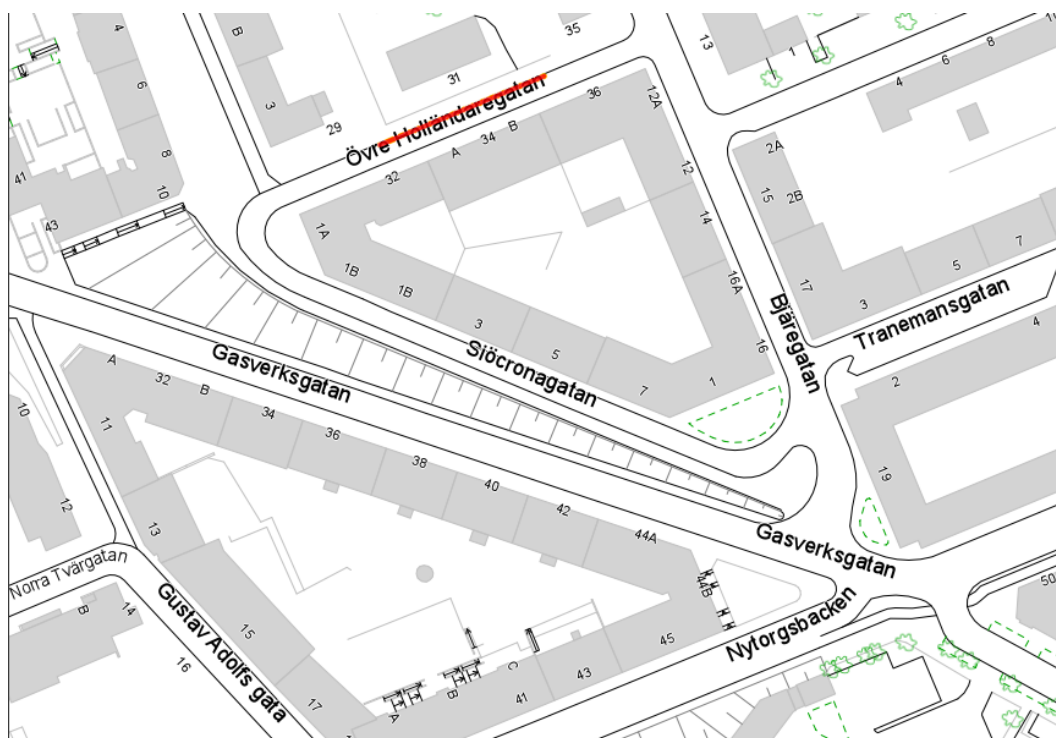 4
6
8
10
41
43
B
3
29
31
35
Övre Holländaregatan
32
A
34
B
36
12A
12
14
16A
16
1
7
5
3
1B
1B
1A
13
1
4
6
8
2A
15
2B
17
3
5
7
Tranemansgatan
Bjäregatan
2
4
19
Siöcronagatan
Gasverksgatan
Gasverksgatan
A
32
B
34
36
38
40
42
44A
44B
45
43
41
C
B
A
11
13
15
17
10
12
Norra Tvärgatan
B
14
16
Gustav Adolfs gata
Nytorgsbacken
50